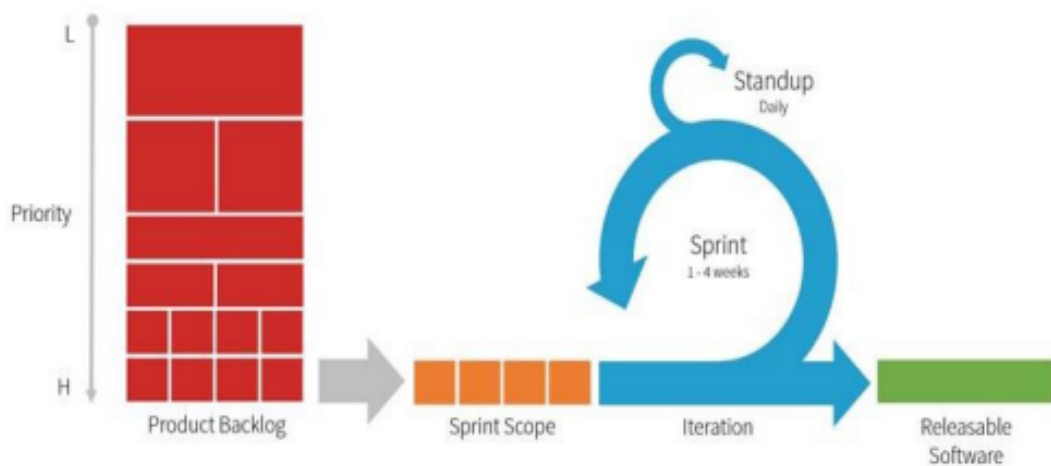 L
Priority
H
Product Backlog
Sprint Scope
Standup
Daily
Sprint
1 - 4 weeks
Iteration
Releasable
Software